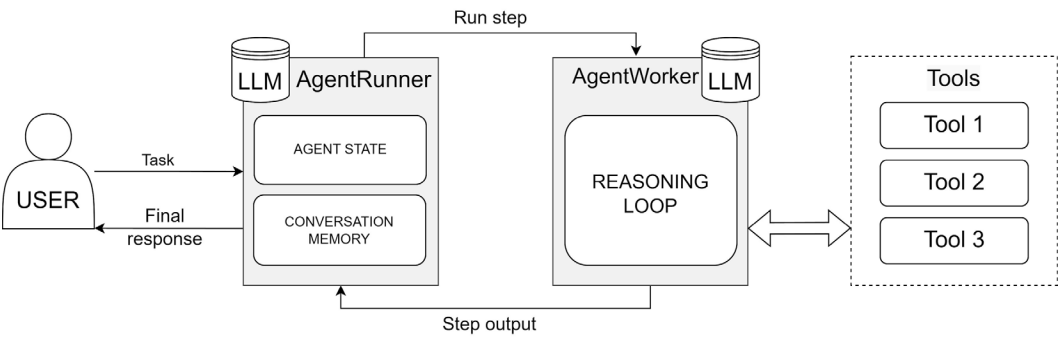 Run step
LLM
AgentRunner
AgentWorker
LLM
Tools
AGENT STATE
REASONING
LOOP
Tool 1
Tool 2
Tool 3
USER
Task
Final
response
CONVERSATION
MEMORY
Step output